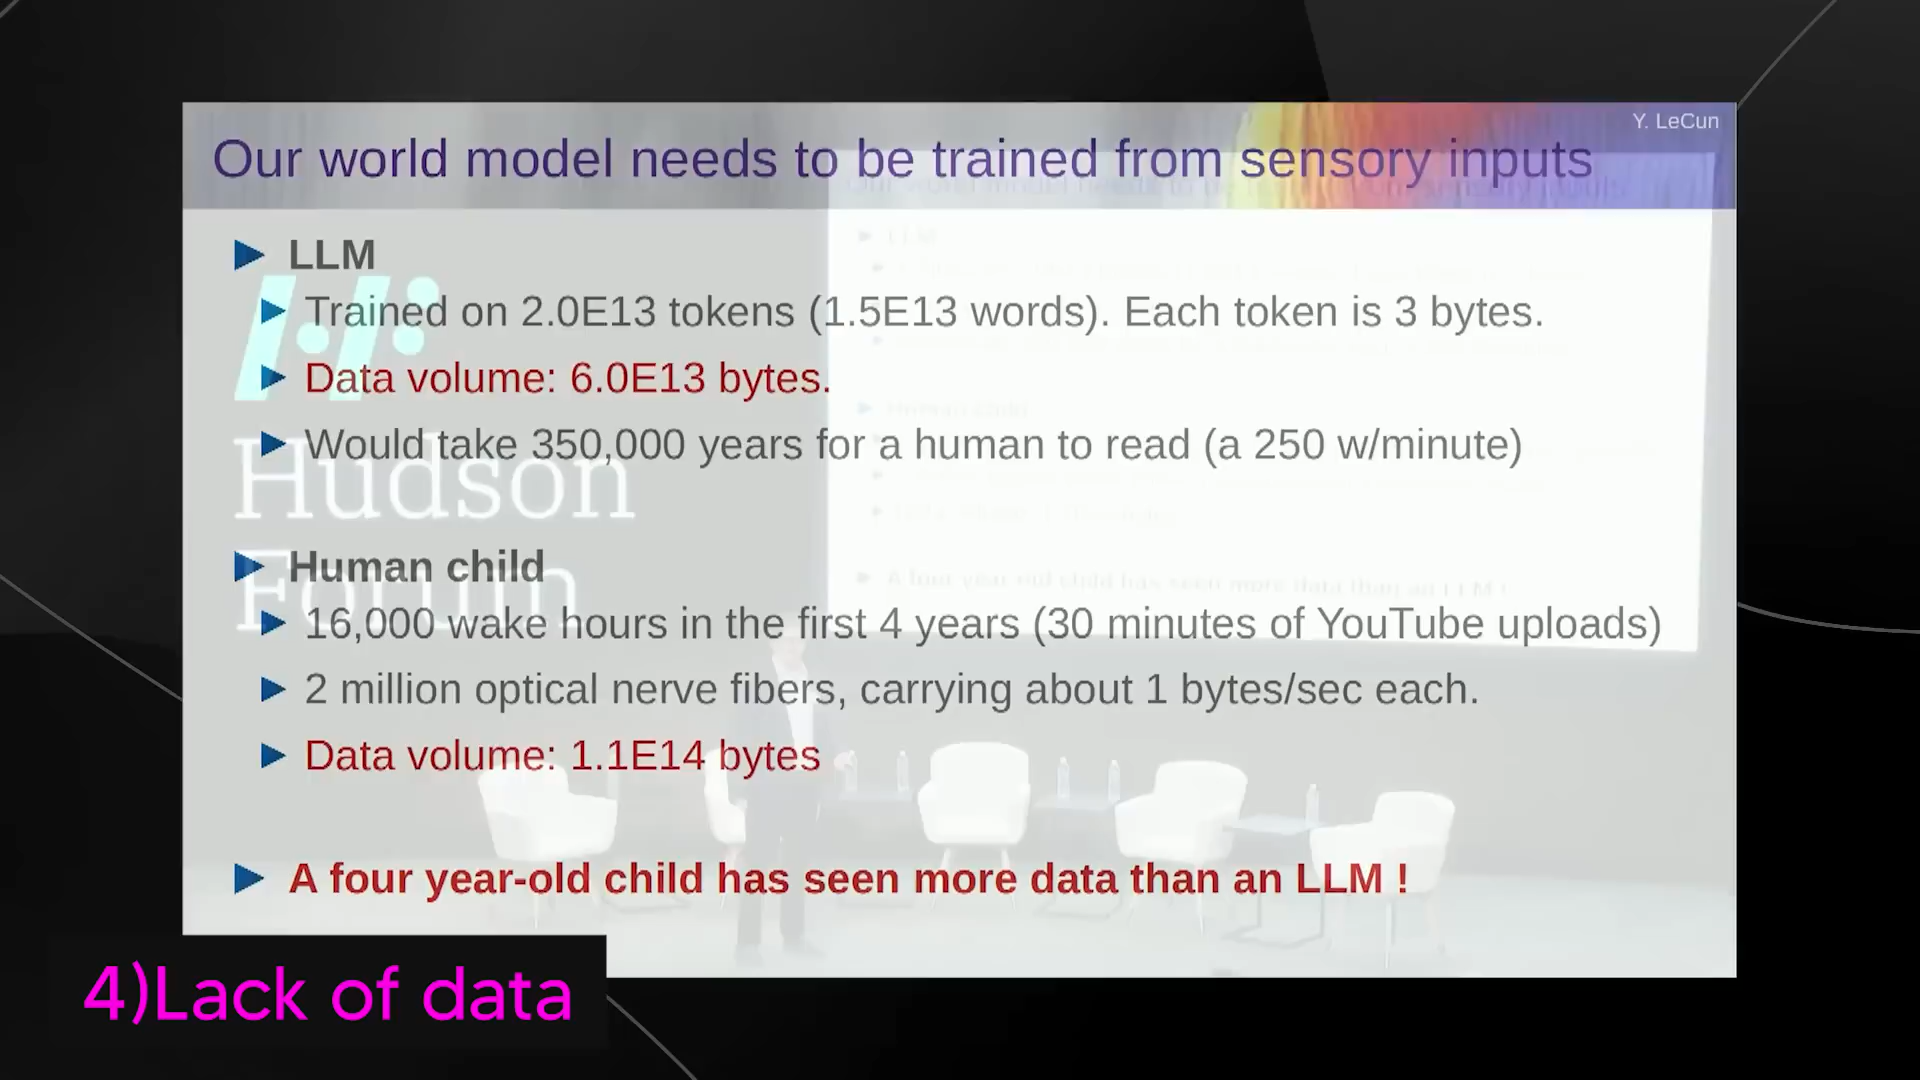 Y. LeCun
Our world model needs to be trained from sensory inputs
LLM
Trained on 2.0E13 tokens (1.5E13 words). Each token is 3 bytes.
Data volume: 6.0E13 bytes.
Would take 350,000 years for a human to read (a 250 w/minute)
Hudson
Forum
Human child
16,000 wake hours in the first 4 years (30 minutes of YouTube uploads)
2 million optical nerve fibers, carrying about 1 bytes/sec each.
Data volume: 1.1E14 bytes
A four year-old child has seen more data than an LLM !
4)Lack of data